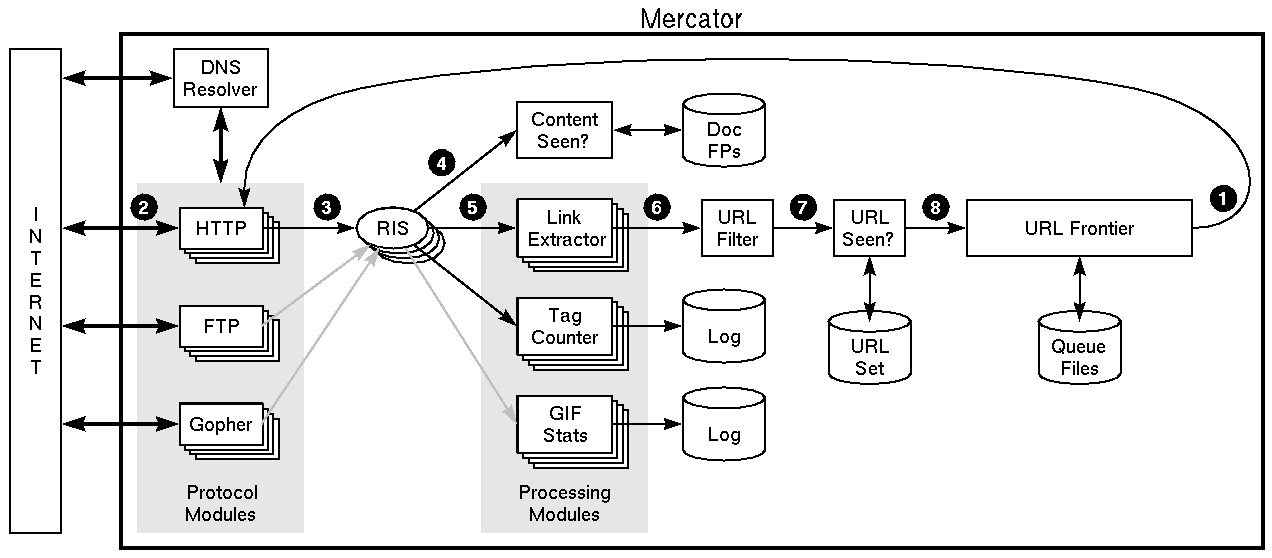 Mercator
INTERNET
DNS
Resolver
1
2
HTTP
FTP
Gopher
Protocol
Modules
3
RIS
4
Content
Seen?
Doc
FPs
5
Link
Extractor
Tag
Counter
Log
GIF
Stats
Log
Processing
Modules
6
URL
Filter
7
URL
Seen?
URL
Set
8
URL Frontier
Queue
Files